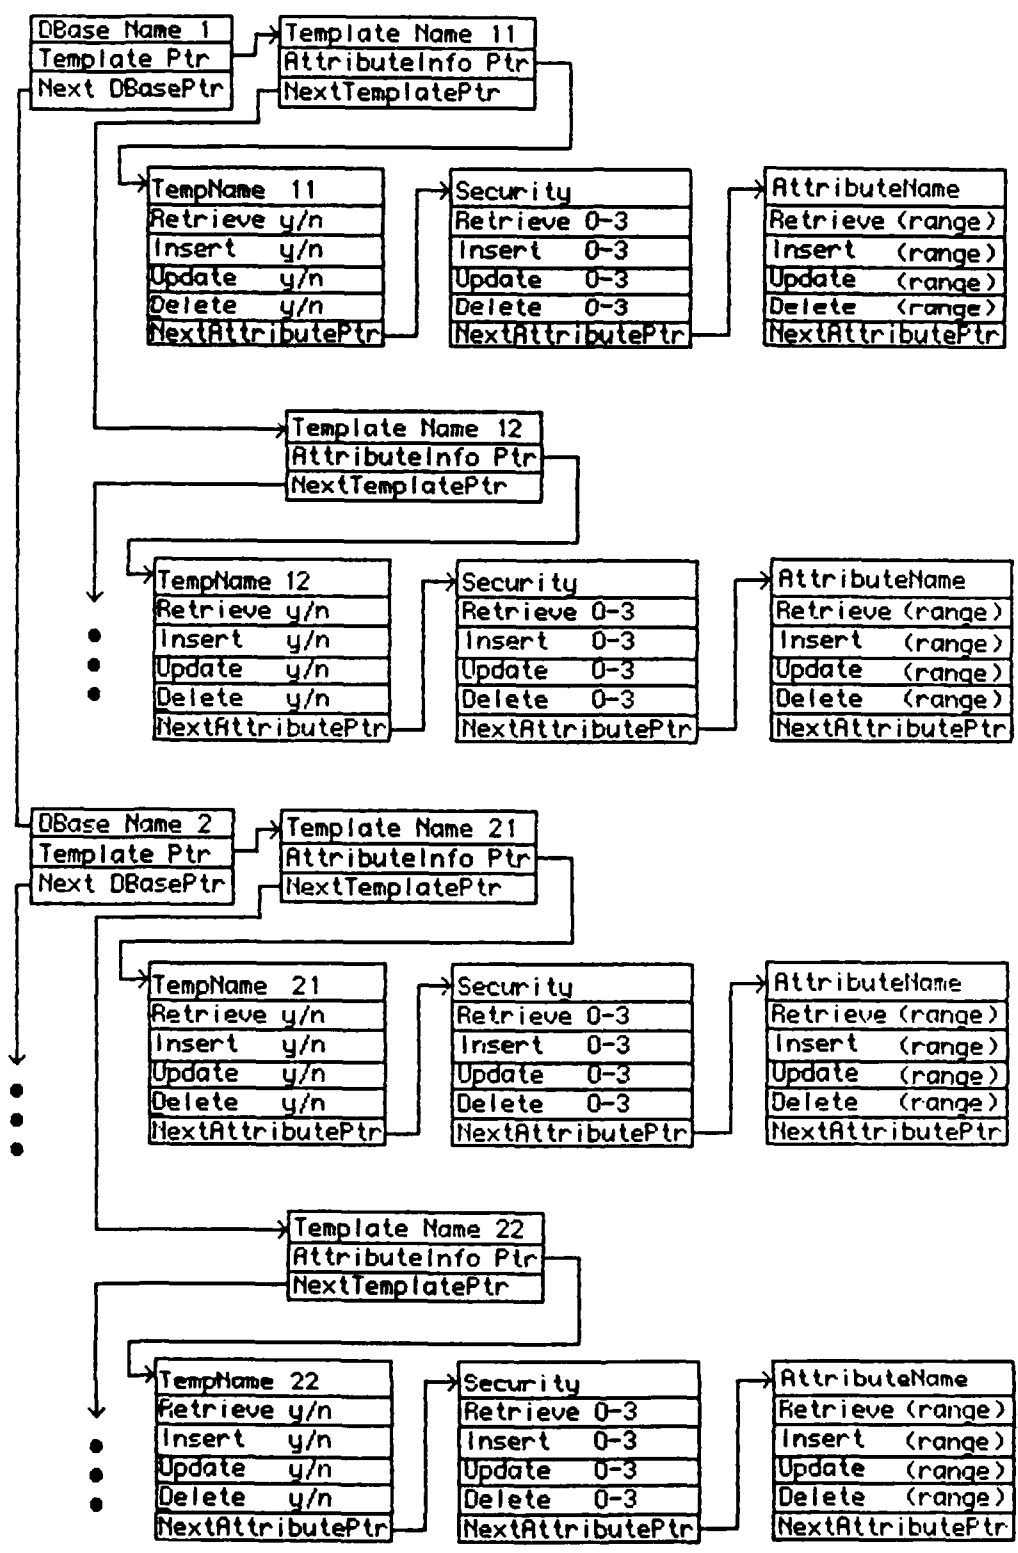 DBase Name 1
Template Ptr
Next DBasePtr
Template Name 11
AttributeInfo Ptr
NextTemplatePtr
TempName 11
Retrieve y/n
Insert y/n
Update y/n
Delete y/n
NextAttributePtr
Security
Retrieve 0-3
Insert 0-3
Update 0-3
Delete 0-3
NextAttributePtr
AttributeName
Retrieve (range)
Insert (range)
Update (range)
Delete (range)
NextAttributePtr
Template Name 12
AttributeInfo Ptr
NextTemplatePtr
TempName 12
Retrieve y/n
Insert y/n
Update y/n
Delete y/n
NextAttributePtr
Security
Retrieve 0-3
Insert 0-3
Update 0-3
Delete 0-3
NextAttributePtr
AttributeName
Retrieve (range)
Insert (range)
Update (range)
Delete (range)
NextAttributePtr
DBase Name 2
Template Ptr
Next DBasePtr
Template Name 21
AttributeInfo Ptr
NextTemplatePtr
TempName 21
Retrieve y/n
Insert y/n
Update y/n
Delete y/n
NextAttributePtr
Security
Retrieve 0-3
Insert 0-3
Update 0-3
Delete 0-3
NextAttributePtr
AttributeName
Retrieve (range)
Insert (range)
Update (range)
Delete (range)
NextAttributePtr
Template Name 22
AttributeInfo Ptr
NextTemplatePtr
TempName 22
Retrieve y/n
Insert y/n
Update y/n
Delete y/n
NextAttributePtr
Security
Retrieve 0-3
Insert 0-3
Update 0-3
Delete 0-3
NextAttributePtr
AttributeName
Retrieve (range)
Insert (range)
Update (range)
Delete (range)
NextAttributePtr